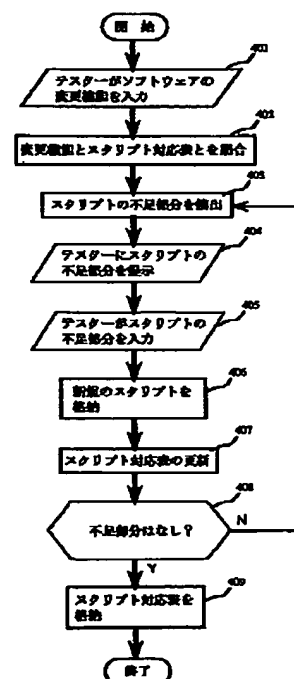 開 始
401
テスターがソフトウェアの
変更機能を入力
402
変更機能とスクリプト対応表とを照合
403
スクリプトの不足部分を抽出
404
テスターにスクリプトの
不足部分を提示
405
テスターがスクリプトの
不足部分を入力
406
新規のスクリプトを
格納
407
スクリプト対応表の更新
408
不足部分はなし?
N
Y
409
スクリプト対応表を
格納
終了